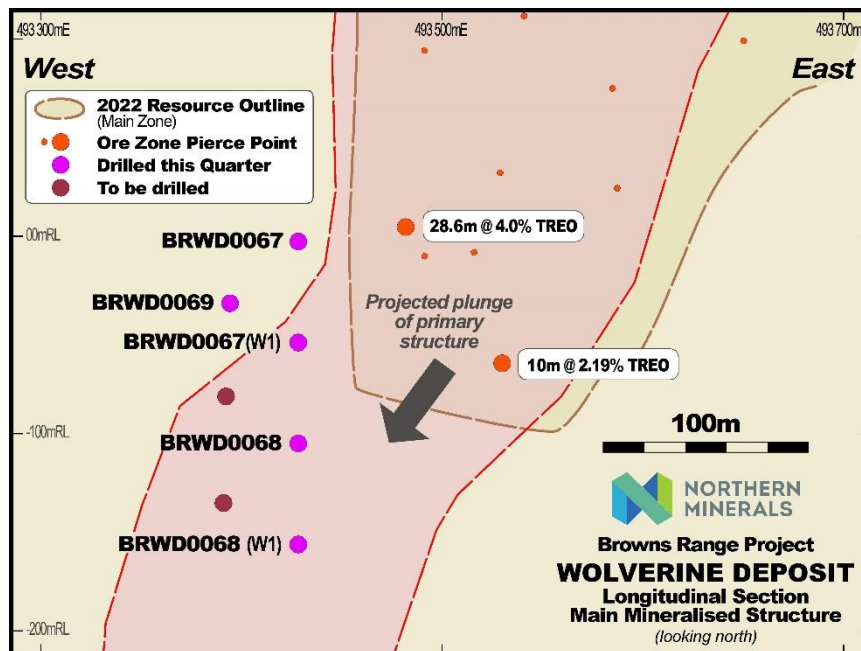 493 300mE
493 500mE
493 700mE
West
East
2022 Resource Outline
(Main Zone)
Ore Zone Pierce Point
Drilled this Quarter
To be drilled
00mRL
BRWD0067
28.6m @ 4.0% TREO
BRWD0069
Projected plunge
of primary
structure
BRWD0067(W1)
10m @ 2.19% TREO
-100mRL
BRWD0068
100m
BRWD0068 (W1)
NORTHERN
MINERALS
Browns Range Project
WOLVERINE DEPOSIT
Longitudinal Section
Main Mineralised Structure
(looking north)
-200mRL